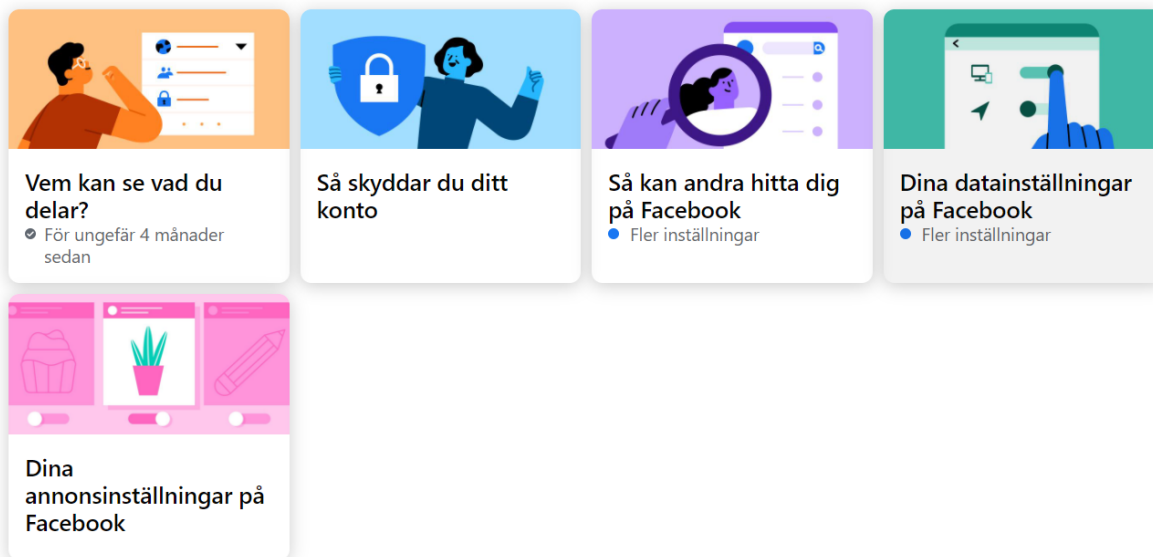 Vem kan se vad du
delar?
För ungefär 4 månader
sedan
Så skyddar du ditt
konto
Så kan andra hitta dig
på Facebook
Fler inställningar
Dina datainställningar
på Facebook
Fler inställningar
Dina
annonsinställningar på
Facebook